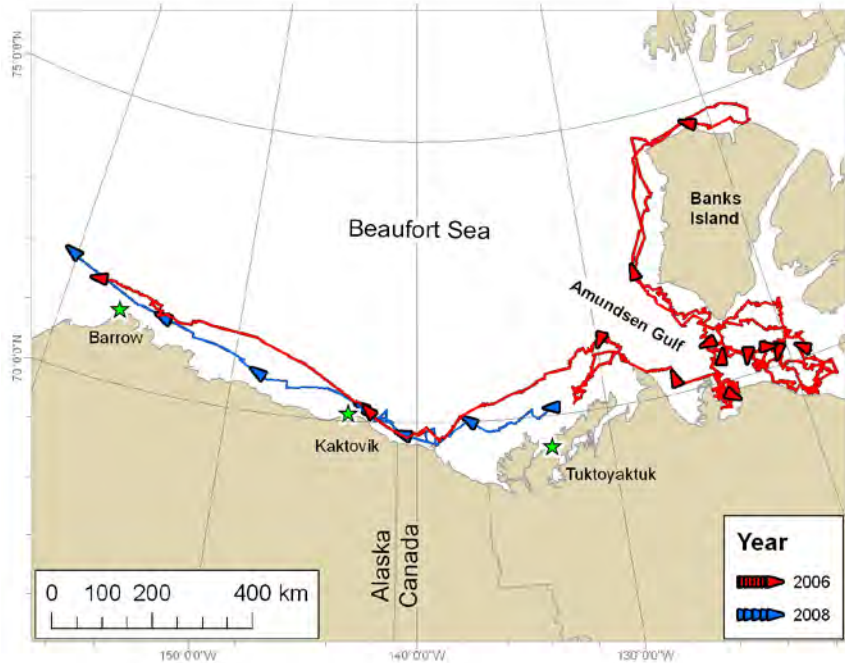 75°0'0"N
Banks
Island
Beaufort Sea
Amundsen Gulf
Barrow
70°0'0"N
Kaktovik
Tuktoyaktuk
Alaska
Canada
Year
2006
2008
0 100 200 400 km
150°0'0"W 140°0'0"W 130°0'0"W